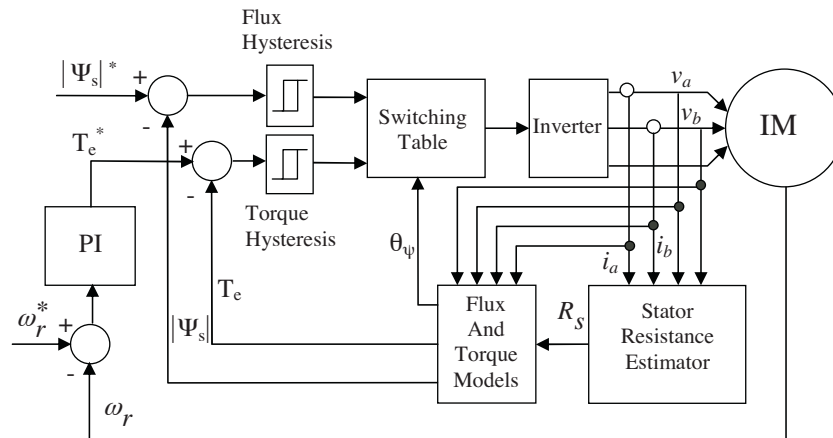 Flux
Hysteresis
|Ψs|*
+
-
Te*
+
-
Switching
Table
Inverter
va
vb
IM
Torque
Hysteresis
PI
θψ
ia
ib
Te
ωr*
+
-
|Ψs|
Flux
And
Torque
Models
Rs
Stator
Resistance
Estimator
ωr